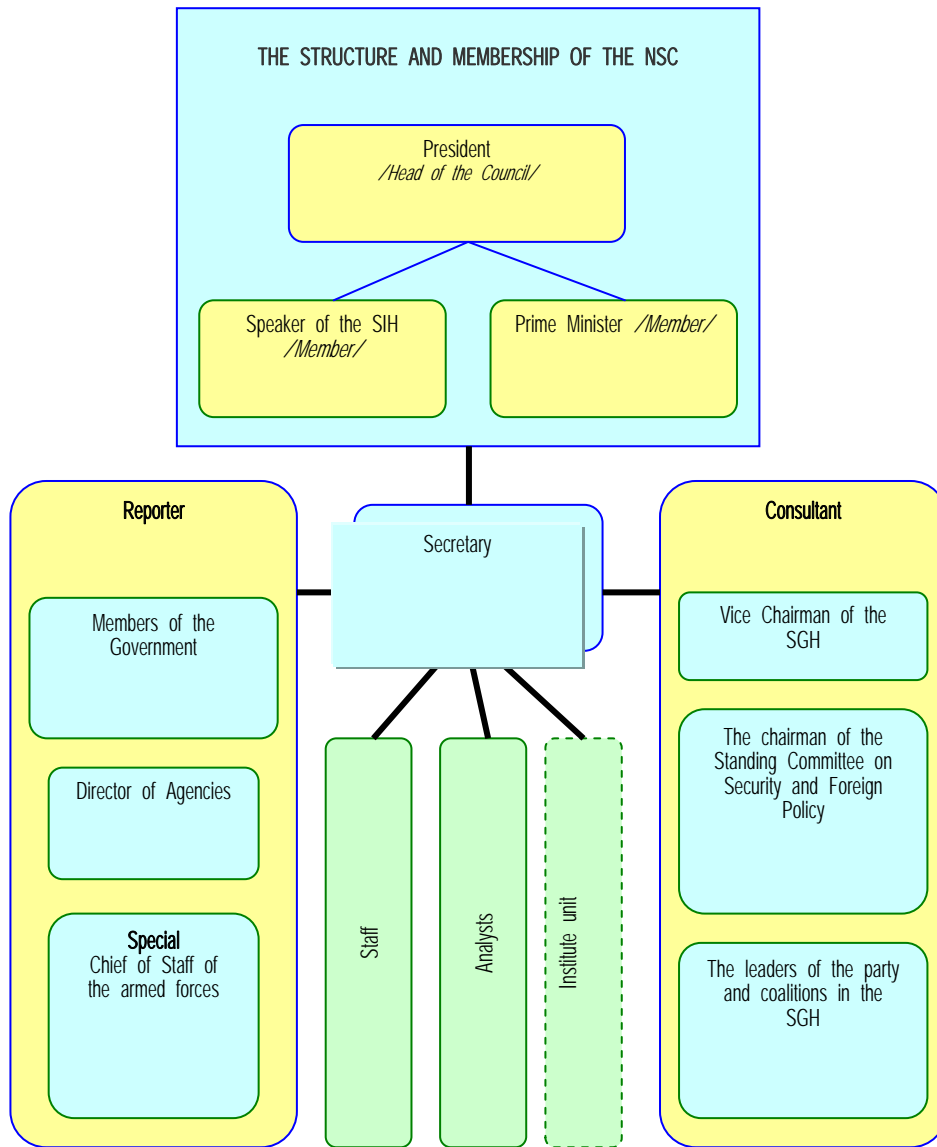 THE STRUCTURE AND MEMBERSHIP OF THE NSC
President
/Head of the Council/
Speaker of the SIH
/Member/
Prime Minister /Member/
Reporter
Members of the
Government
Director of Agencies
Special
Chief of Staff of
the armed forces
Secretary
Staff
Analysts
Institute unit
Consultant
Vice Chairman of the
SGH
The chairman of the
Standing Committee on
Security and Foreign
Policy
The leaders of the party
and coalitions in the
SGH